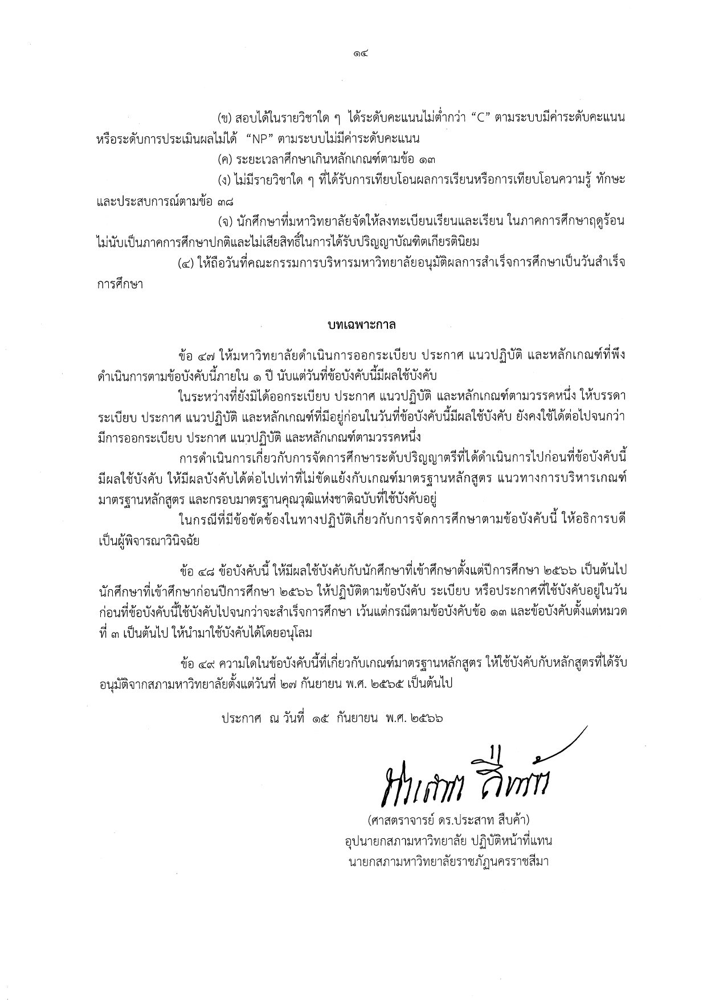 ๑๔
(ข) สอบได้ในรายวิชาใด ๆ ได้ระดับคะแนนไม่ต่ำกว่า “C” ตามระบบมีค่าระดับคะแนน
หรือระดับการประเมินผลไม่ได้ “NP” ตามระบบไม่มีค่าระดับคะแนน
(ค) ระยะเวลาศึกษาเกินหลักเกณฑ์ตามข้อ ๑๓
(ง) ไม่มีรายวิชาใด ๆ ที่ได้รับการเทียบโอนผลการเรียนหรือการเทียบโอนความรู้ ทักษะ
และประสบการณ์ตามข้อ ๓๘
(จ) นักศึกษาที่มหาวิทยาลัยจัดให้ลงทะเบียนเรียนและเรียน ในภาคการศึกษาฤดูร้อน
ไม่นับเป็นภาคการศึกษาปกติและไม่เสียสิทธิ์ในการได้รับปริญญาบัณฑิตเกียรตินิยม
(๔) ให้ถือวันที่คณะกรรมการบริหารมหาวิทยาลัยอนุมัติผลการสำเร็จการศึกษาเป็นวันสำเร็จ
การศึกษา
บทเฉพาะกาล
ข้อ ๔๗ ให้มหาวิทยาลัยดำเนินการออกระเบียบ ประกาศ แนวปฏิบัติ และหลักเกณฑ์ที่พึง
ดำเนินการตามข้อบังคับนี้ภายใน ๑ ปี นับแต่วันที่ข้อบังคับนี้มีผลใช้บังคับ
ในระหว่างที่ยังมิได้ออกระเบียบ ประกาศ แนวปฏิบัติ และหลักเกณฑ์ตามวรรคหนึ่ง ให้บรรดา
ระเบียบ ประกาศ แนวปฏิบัติ และหลักเกณฑ์ที่มีอยู่ก่อนในวันที่ข้อบังคับนี้มีผลใช้บังคับ ยังคงใช้ได้ต่อไปจนกว่า
มีการออกระเบียบ ประกาศ แนวปฏิบัติ และหลักเกณฑ์ตามวรรคหนึ่ง
การดำเนินการเกี่ยวกับการจัดการศึกษาระดับปริญญาตรีที่ได้ดำเนินการไปก่อนที่ข้อบังคับนี้
มีผลใช้บังคับ ให้มีผลบังคับได้ต่อไปเท่าที่ไม่ขัดแย้งกับเกณฑ์มาตรฐานหลักสูตร แนวทางการบริหารเกณฑ์
มาตรฐานหลักสูตร และกรอบมาตรฐานคุณวุฒิแห่งชาติฉบับที่ใช้บังคับอยู่
ในกรณีที่มีข้อขัดข้องในทางปฏิบัติเกี่ยวกับการจัดการศึกษาตามข้อบังคับนี้ ให้อธิการบดี
เป็นผู้พิจารณาวินิจฉัย
ข้อ ๔๘ ข้อบังคับนี้ ให้มีผลใช้บังคับกับนักศึกษาที่เข้าศึกษาตั้งแต่ปีการศึกษา ๒๕๖๖ เป็นต้นไป
นักศึกษาที่เข้าศึกษาก่อนปีการศึกษา ๒๕๖๖ ให้ปฏิบัติตามข้อบังคับ ระเบียบ หรือประกาศที่ใช้บังคับอยู่ในวัน
ก่อนที่ข้อบังคับนี้ใช้บังคับไปจนกว่าจะสำเร็จการศึกษา เว้นแต่กรณีตามข้อบังคับข้อ ๑๓ และข้อบังคับตั้งแต่หมวด
ที่ ๓ เป็นต้นไป ให้นำมาใช้บังคับได้โดยอนุโลม
ข้อ ๔๙ ความใดในข้อบังคับนี้ที่เกี่ยวกับเกณฑ์มาตรฐานหลักสูตร ให้ใช้บังคับกับหลักสูตรที่ได้รับ
อนุมัติจากสภามหาวิทยาลัยตั้งแต่วันที่ ๒๗ กันยายน พ.ศ. ๒๕๖๕ เป็นต้นไป
ประกาศ ณ วันที่ ๑๕ กันยายน พ.ศ. ๒๕๖๖
(ศาสตราจารย์ ดร.ประสาท สืบค้า)
อุปนายกสภามหาวิทยาลัย ปฏิบัติหน้าที่แทน
นายกสภามหาวิทยาลัยราชภัฏนครราชสีมา